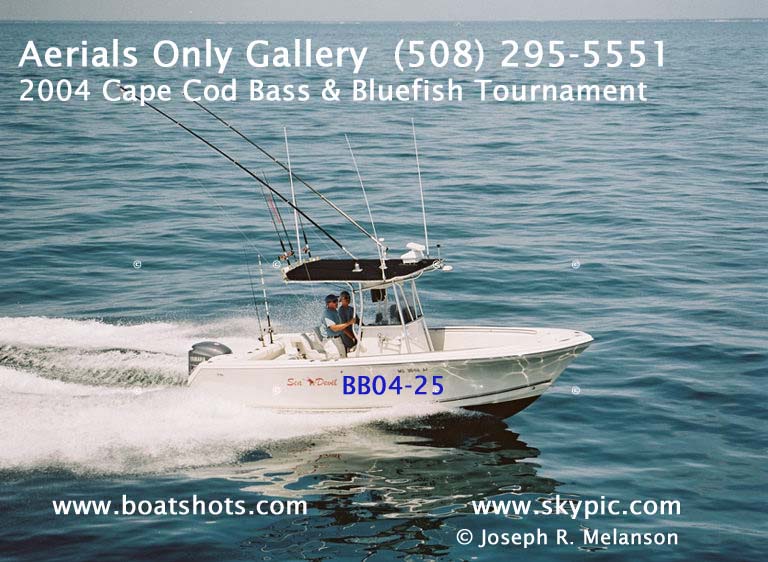 Aerials Only Gallery (508) 295-5551
2004 Cape Cod Bass & Bluefish Tournament
©
©
©
YAMAHA
Sea Devil
BB04-25
©
©
www.boatshots.com
www.skypic.com
© Joseph R. Melanson